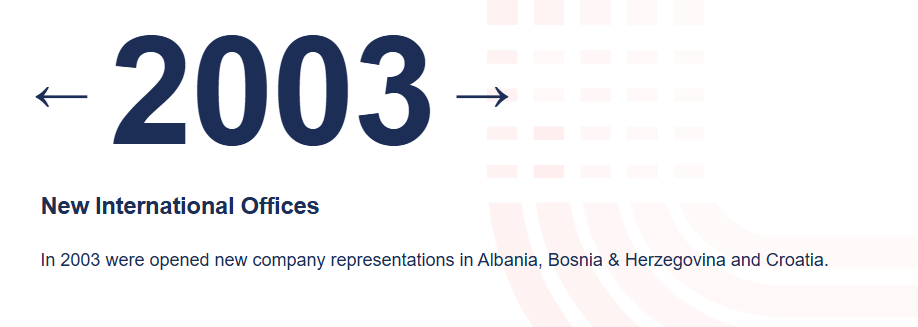 ← 2003 →
New International Offices
In 2003 were opened new company representations in Albania, Bosnia & Herzegovina and Croatia.